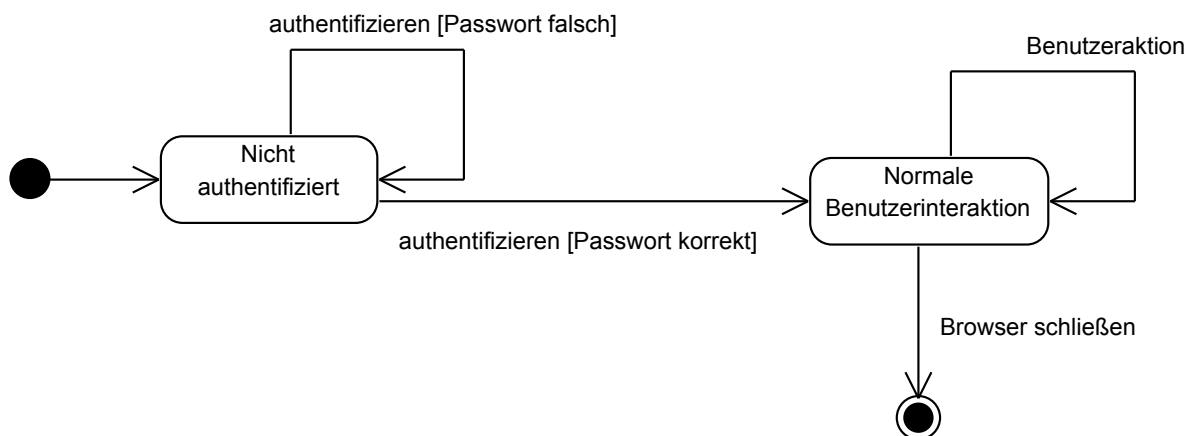 authentifizieren [Passwort falsch]
Benutzeraktion
Nicht
authentifiziert
Normale
Benutzerinteraktion
authentifizieren [Passwort korrekt]
Browser schließen